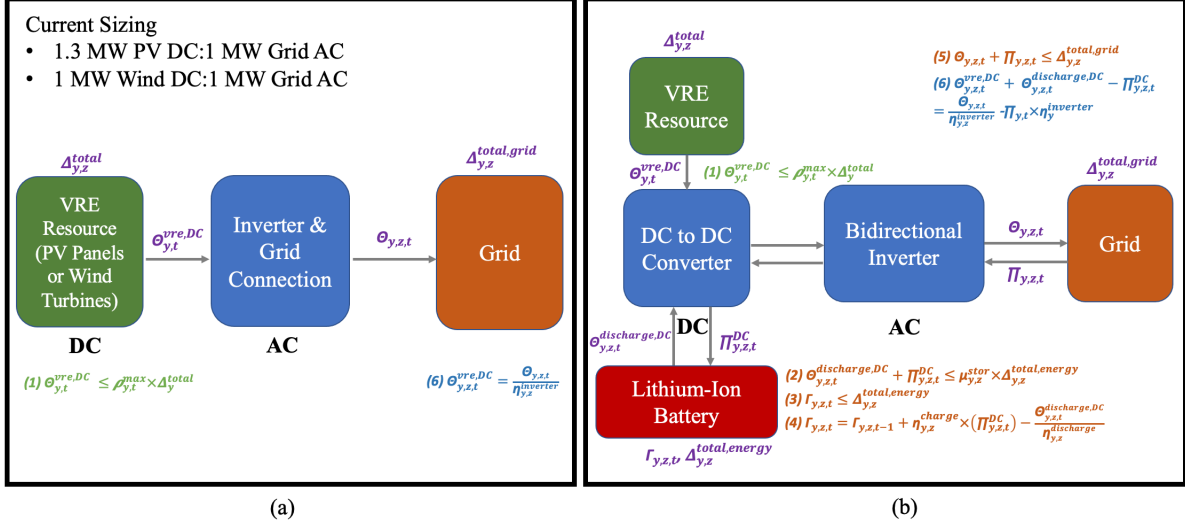 Current Sizing
• 1.3 MW PV DC:1 MW Grid AC
• 1 MW Wind DC:1 MW Grid AC
Δ_{y,z}^{total}
VRE
Resource
(PV Panels
or Wind
Turbines)
DC
Θ_{y,t}^{vre,DC}
Inverter &
Grid
Connection
AC
Θ_{y,z,t}
Δ_{y,z}^{total,grid}
Grid
(1) Θ_{y,t}^{vre,DC} ≤ ρ_{y,t}^{max}×Δ_{y}^{total}
(6) Θ_{y,z,t}^{vre,DC} = \frac{Θ_{y,z,t}}{η_{y,z}^{inverter}}
(a)
Δ_{y,z}^{total}
VRE
Resource
Θ_{y,t}^{vre,DC}
(1) Θ_{y,t}^{vre,DC} ≤ ρ_{y,t}^{max}×Δ_{y}^{total}
(5) Θ_{y,z,t} + Π_{y,z,t} ≤ Δ_{y,z}^{total,grid}
(6) Θ_{y,z,t}^{vre,DC} + Θ_{y,z,t}^{discharge,DC} − Π_{y,z,t}^{DC}
= \frac{Θ_{y,z,t}}{η_{y,z}^{inverter}} -Π_{y,t}×η_{y}^{inverter}
DC to DC
Converter
DC
Bidirectional
Inverter
AC
Θ_{y,z,t}
Π_{y,z,t}
Δ_{y,z}^{total,grid}
Grid
Θ_{y,z,t}^{discharge,DC}
Π_{y,z,t}^{DC}
Lithium-Ion
Battery
Γ_{y,z,t}, Δ_{y,z}^{total,energy}
(2) Θ_{y,z,t}^{discharge,DC} + Π_{y,z,t}^{DC} ≤ μ_{y,z}^{stor}×Δ_{y,z}^{total,energy}
(3) Γ_{y,z,t} ≤ Δ_{y,z}^{total,energy}
(4) Γ_{y,z,t} = Γ_{y,z,t−1} + η_{y,z}^{charge}×(Π_{y,z,t}^{DC}) − \frac{Θ_{y,z,t}^{discharge,DC}}{η_{y,z}^{discharge}}
(b)